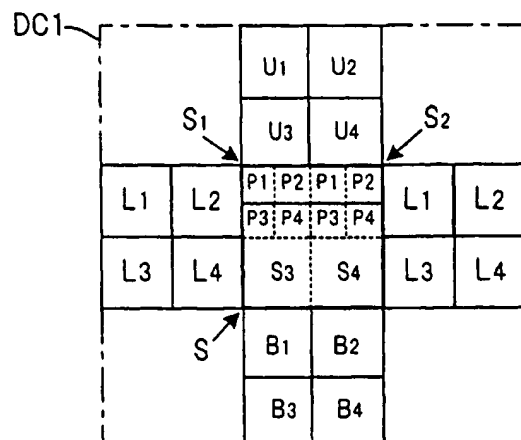 DC1
U1 U2
U3 U4
S1 S2
P1 P2 P1 P2
L1 L2 L1 L2
P3 P4 P3 P4
L3 L4 S3 S4 L3 L4
S
B1 B2
B3 B4